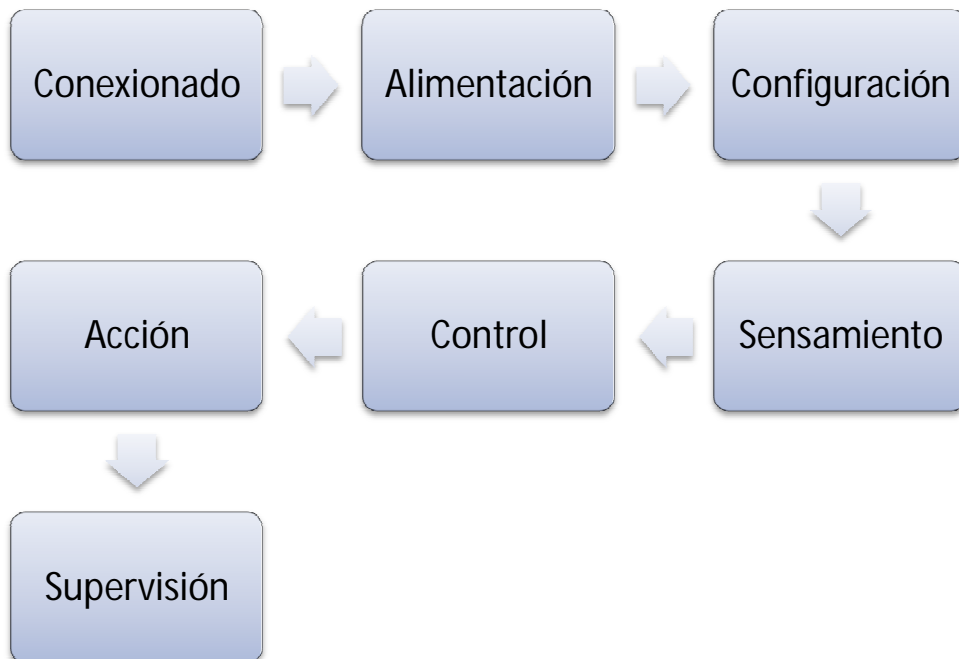 Conexionado
Alimentación
Configuración
Sensamiento
Control
Acción
Supervisión